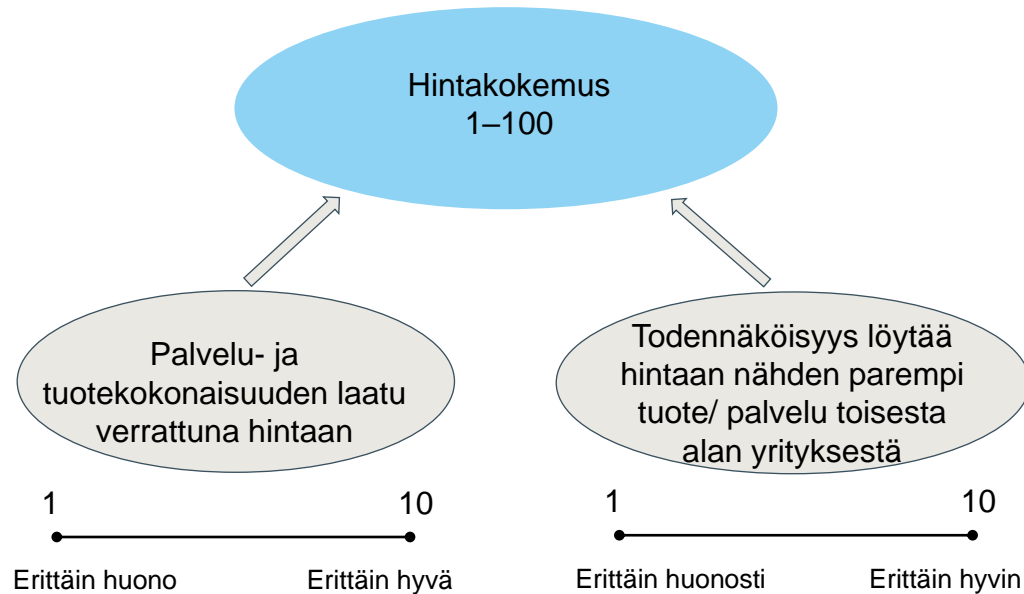 Hintakokemus
1–100
Palvelu- ja
tuotekokonaisuuden laatu
verrattuna hintaan
Todennäköisyys löytää
hintaan nähden parempi
tuote/ palvelu toisesta
alan yrityksestä
1
10
Erittäin huono
Erittäin hyvä
1
10
Erittäin huonosti
Erittäin hyvin